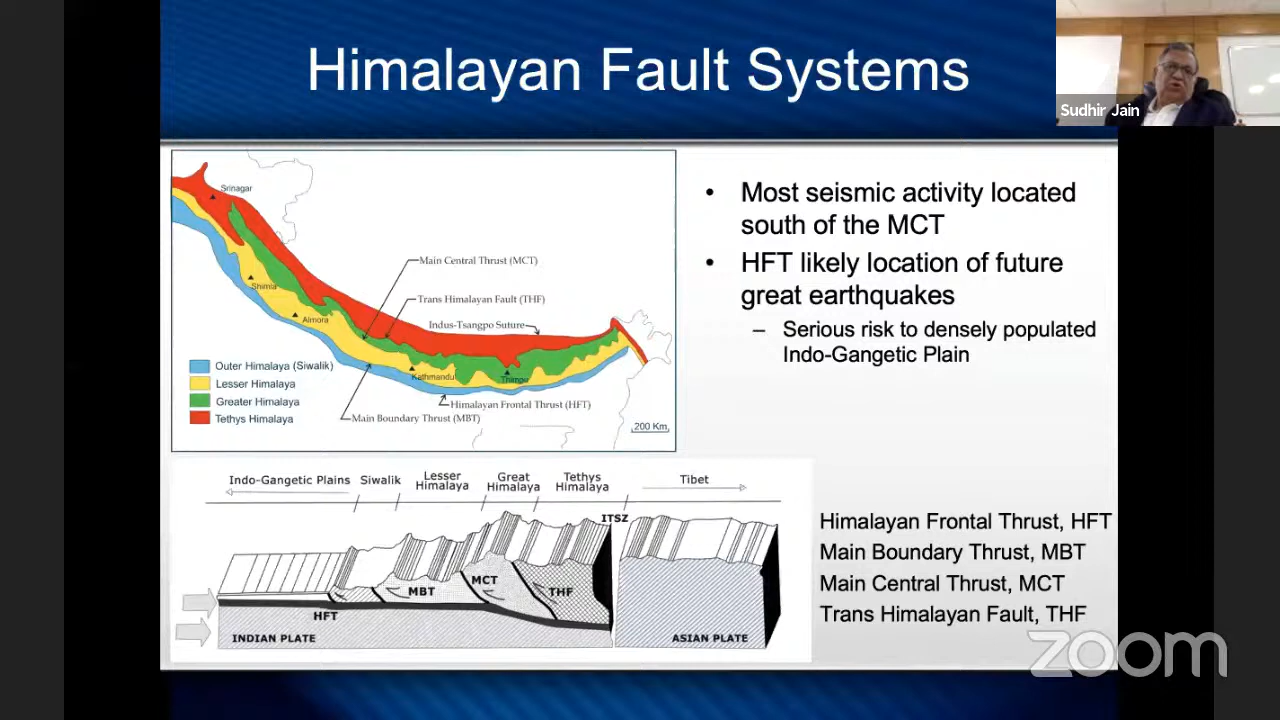 Himalayan Fault Systems
Sudhir Jain
Srinagar
Main Central Thrust (MCT)
Shimla
Trans Himalayan Fault (THF)
Almora
Indus-Tsangpo Suture
Outer Himalaya (Siwalik)
Lesser Himalaya
Greater Himalaya
Tethys Himalaya
Kathmandu
Himalayan Frontal Thrust (HFT)
Main Boundary Thrust (MBT)
200 Km.
• Most seismic activity located
south of the MCT
• HFT likely location of future
great earthquakes
– Serious risk to densely populated
Indo-Gangetic Plain
Indo-Gangetic Plains
Siwalik
Lesser
Himalaya
Great
Himalaya
Tethys
Himalaya
Tibet
ITSZ
MCT
MBT
THF
HFT
INDIAN PLATE
ASIAN PLATE
Himalayan Frontal Thrust, HFT
Main Boundary Thrust, MBT
Main Central Thrust, MCT
Trans Himalayan Fault, THF
zoom